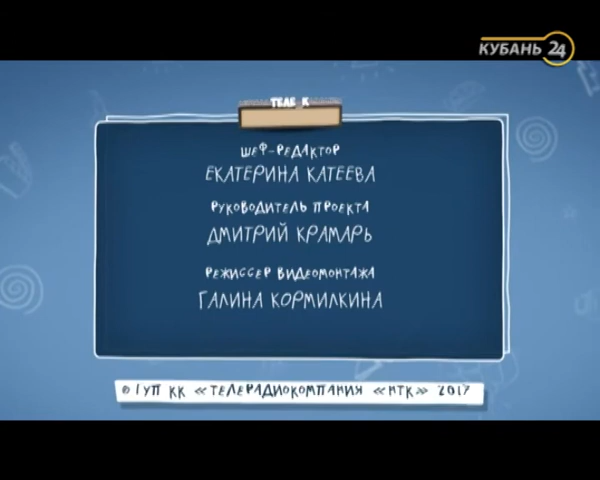 КУБАНЬ 24
ТЕЛЕ К
ШЕФ-РЕДАКТОР
ЕКАТЕРИНА КАТЕЕВА
РУКОВОДИТЕЛЬ ПРОЕКТА
ДМИТРИЙ КРАМАРЬ
РЕЖИССЕР ВИДЕОМОНТАЖА
ГАЛИНА КОРМИЛКИНА
© ГУП КК «ТЕЛЕРАДИОКОМПАНИЯ «НТК» 2017